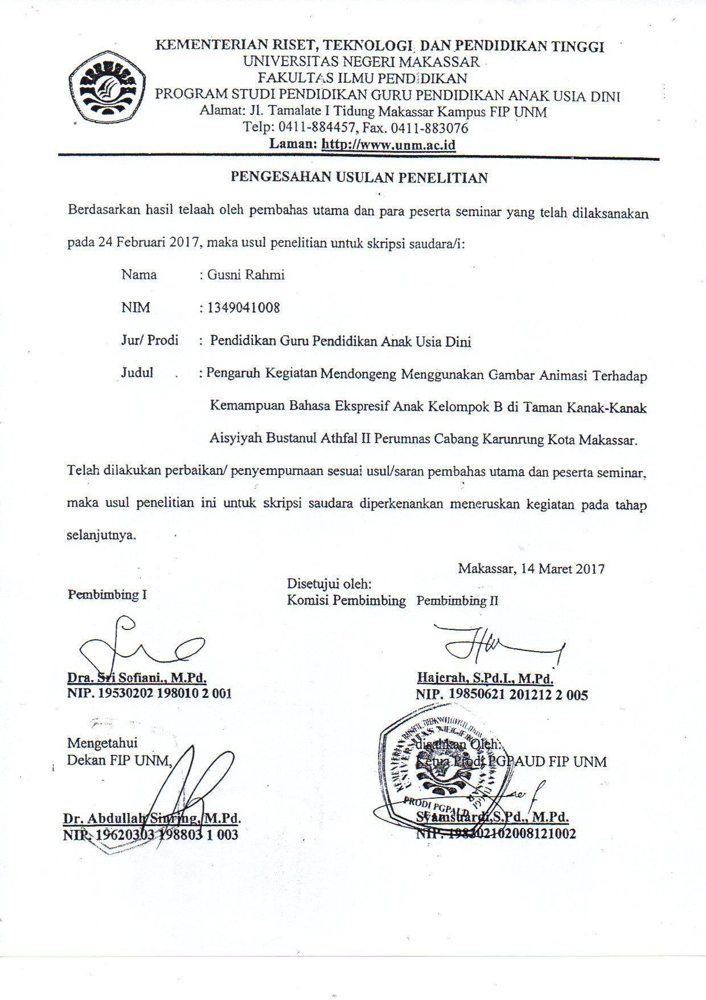 KEMENTERIAN RISET, TEKNOLOGI, DAN PENDIDIKAN TINGGI
UNIVERSITAS NEGERI MAKASSAR
FAKULTAS ILMU PENDIDIKAN
PROGRAM STUDI PENDIDIKAN GURU PENDIDIKAN ANAK USIA DINI
Alamat: Jl. Tamalate I Tidung Makassar Kampus FIP UNM
Telp: 0411-884457, Fax. 0411-883076
Laman: http://www.unm.ac.id
PENGESAHAN USULAN PENELITIAN
Berdasarkan hasil telaah oleh pembahas utama dan para peserta seminar yang telah dilaksanakan
pada 24 Februari 2017, maka usul penelitian untuk skripsi saudara/i:
Nama : Gusni Rahmi
NIM : 1349041008
Jur/ Prodi : Pendidikan Guru Pendidikan Anak Usia Dini
Judul : Pengaruh Kegiatan Mendongeng Menggunakan Gambar Animasi Terhadap
Kemampuan Bahasa Ekspresif Anak Kelompok B di Taman Kanak-Kanak
Aisyiyah Bustanul Athfal II Perumnas Cabang Karunrung Kota Makassar.
Telah dilakukan perbaikan/ penyempurnaan sesuai usul/saran pembahas utama dan peserta seminar,
maka usul penelitian ini untuk skripsi saudara diperkenankan meneruskan kegiatan pada tahap
selanjutnya.
Makassar, 14 Maret 2017
Disetujui oleh:
Pembimbing I Komisi Pembimbing Pembimbing II
Dra. Sri Sofiani., M.Pd. Hajerah, S.Pd.I., M.Pd.
NIP. 19530202 198010 2 001 NIP. 19850621 201212 2 005
Mengetahui disahkan Oleh:
Dekan FIP UNM, Ketua Prodi PGPAUD FIP UNM
PRODI PGPAUD
Dr. Abdullah Sinring, M.Pd. Syamsuardi,S.Pd., M.Pd.
NIP. 19620303 198803 1 003 NIP. 198302102008121002